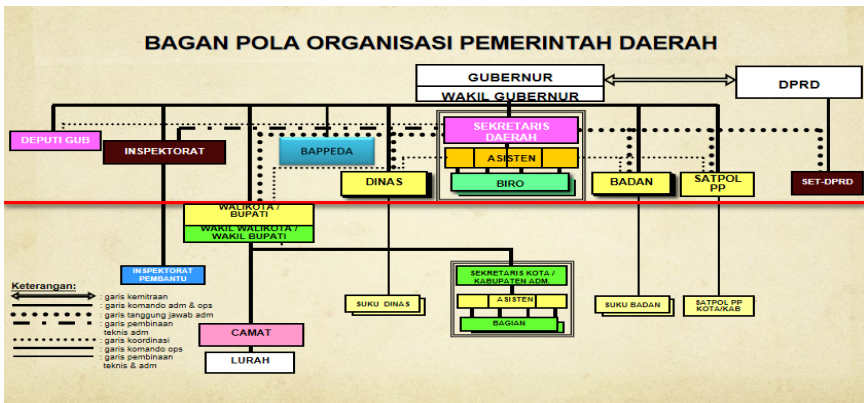 BAGAN POLA ORGANISASI PEMERINTAH DAERAH
GUBERNUR
WAKIL GUBERNUR
DPRD
DEPUTI GUB
INSPEKTORAT
BAPPEDA
SEKRETARIS
DAERAH
ASISTEN
BIRO
DINAS
BADAN
SATPOL
PP
SET-DPRD
WALIKOTA /
BUPATI
WAKIL WALIKOTA /
WAKIL BUPATI
INSPEKTORAT
PEMBANTU
SUKU DINAS
SEKRETARIS KOTA /
KABUPATEN ADM.
ASISTEN
BAGIAN
SUKU BADAN
SATPOL PP
KOTA/KAB
CAMAT
LURAH
Keterangan:
: garis kemitraan
: garis komando adm & ops
: garis tanggung jawab adm
: garis pembinaan
teknis adm
: garis koordinasi
: garis komando ops
: garis pembinaan
teknis & adm